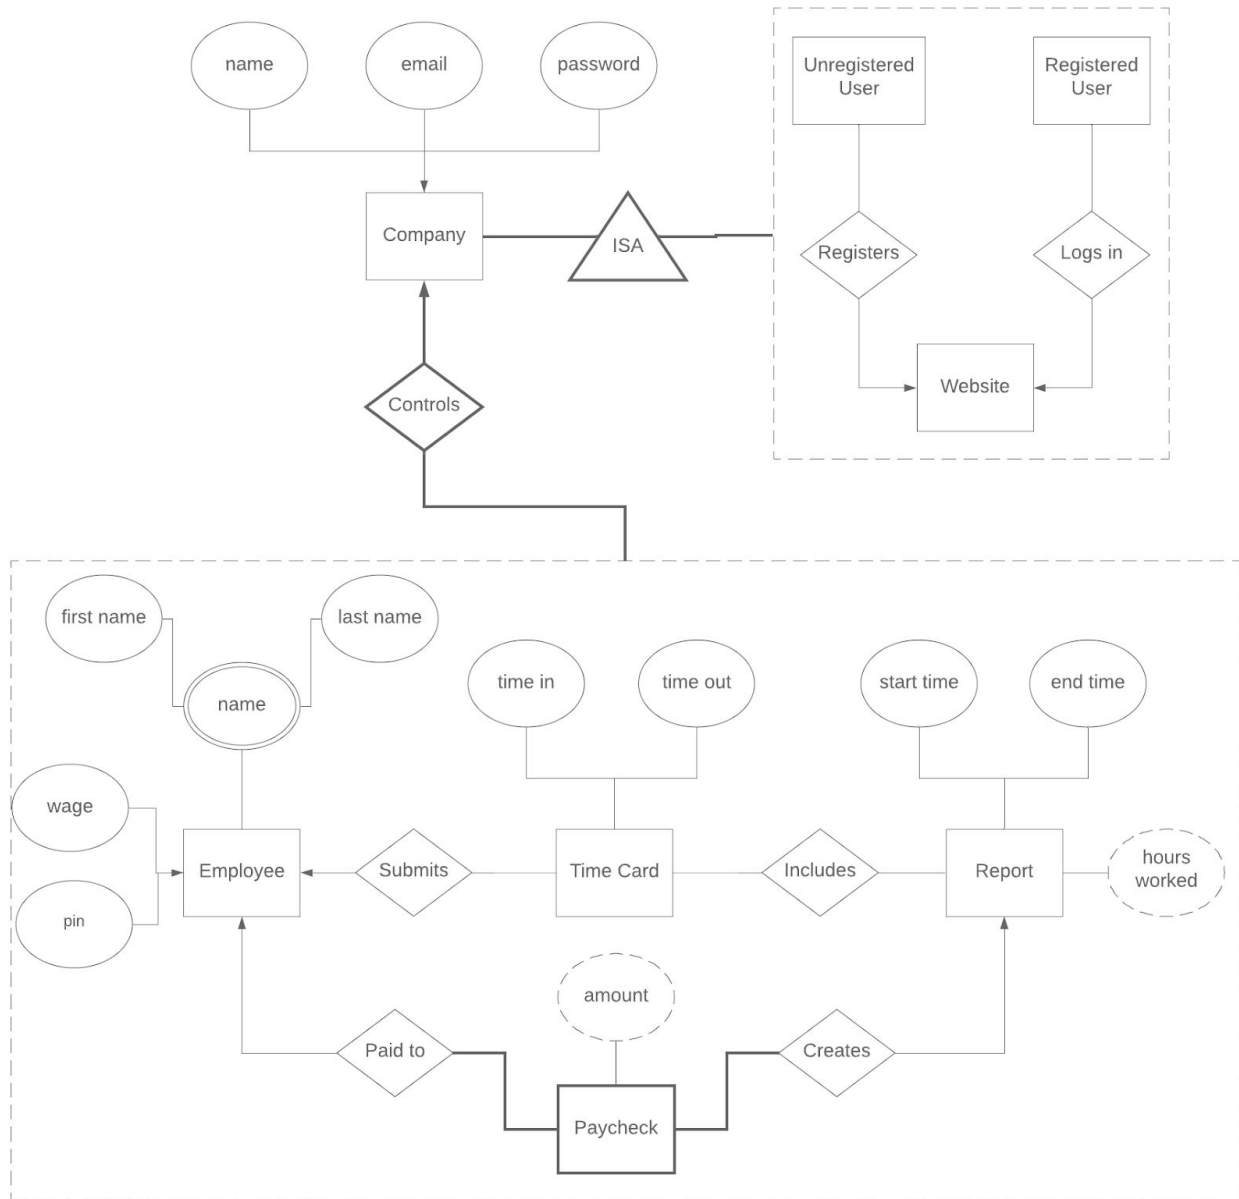 name
email
password
Unregistered
User
Registered
User
Company
ISA
Registers
Logs in
Website
Controls
first name
last name
name
time in
time out
start time
end time
wage
Employee
Submits
Time Card
Includes
Report
hours
worked
pin
amount
Paid to
Creates
Paycheck